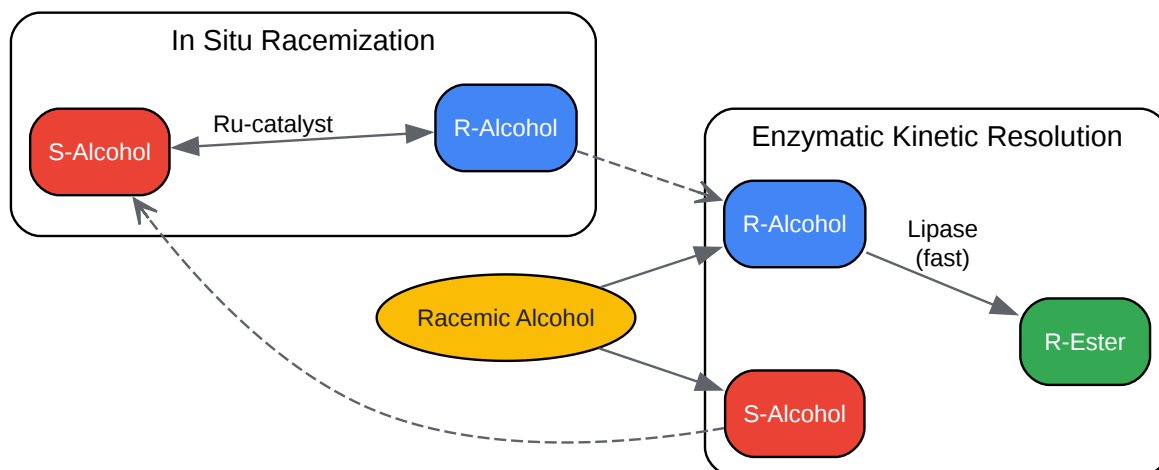 In Situ Racemization
S-Alcohol
Ru-catalyst
R-Alcohol
Enzymatic Kinetic Resolution
R-Alcohol
Lipase
(fast)
Racemic Alcohol
R-Ester
S-Alcohol